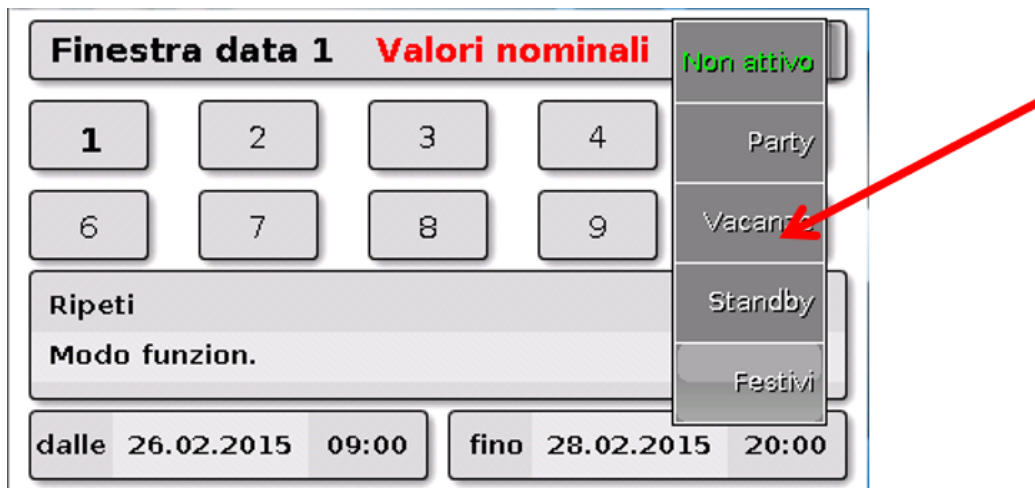 Finestra data 1 Valori nominali
Non attivo
1 2 3 4
Party
6 7 8 9
Vacanze
Ripeti
Standby
Modo funzion.
Festivi
dalle 26.02.2015 09:00 fino 28.02.2015 20:00